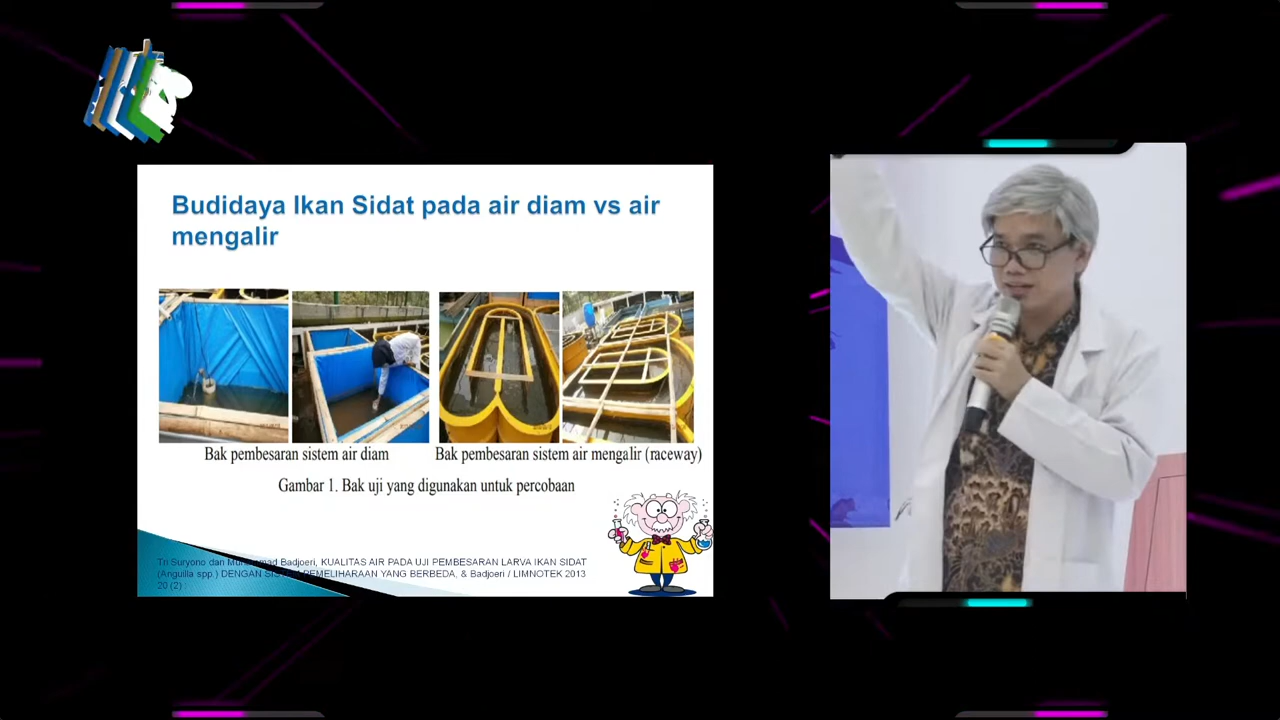 Budidaya Ikan Sidat pada air diam vs air
mengalir
Bak pembesaran sistem air diam
Bak pembesaran sistem air mengalir (raceway)
Gambar 1. Bak uji yang digunakan untuk percobaan
Tri Suryono dan Muhammad Badjoeri, KUALITAS AIR PADA UJI PEMBESARAN LARVA IKAN SIDAT
(Anguilla spp.) DENGAN SISTEM PEMELIHARAAN YANG BERBEDA, & Badjoeri / LIMNOTEK 2013
20 (2) :